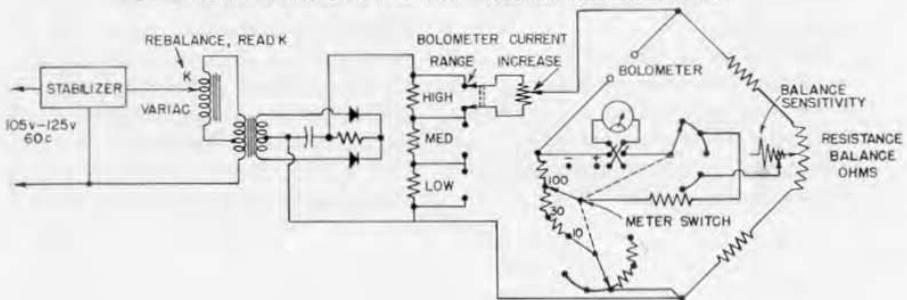 REBALANCE, READ K
BOLOMETER CURRENT
RANGE INCREASE
K
STABILIZER
VARIAC
105v-125v
60c
HIGH
MED
LOW
BOLOMETER
BALANCE
SENSITIVITY
RESISTANCE
BALANCE
OHMS
- +
100
30
10
METER SWITCH